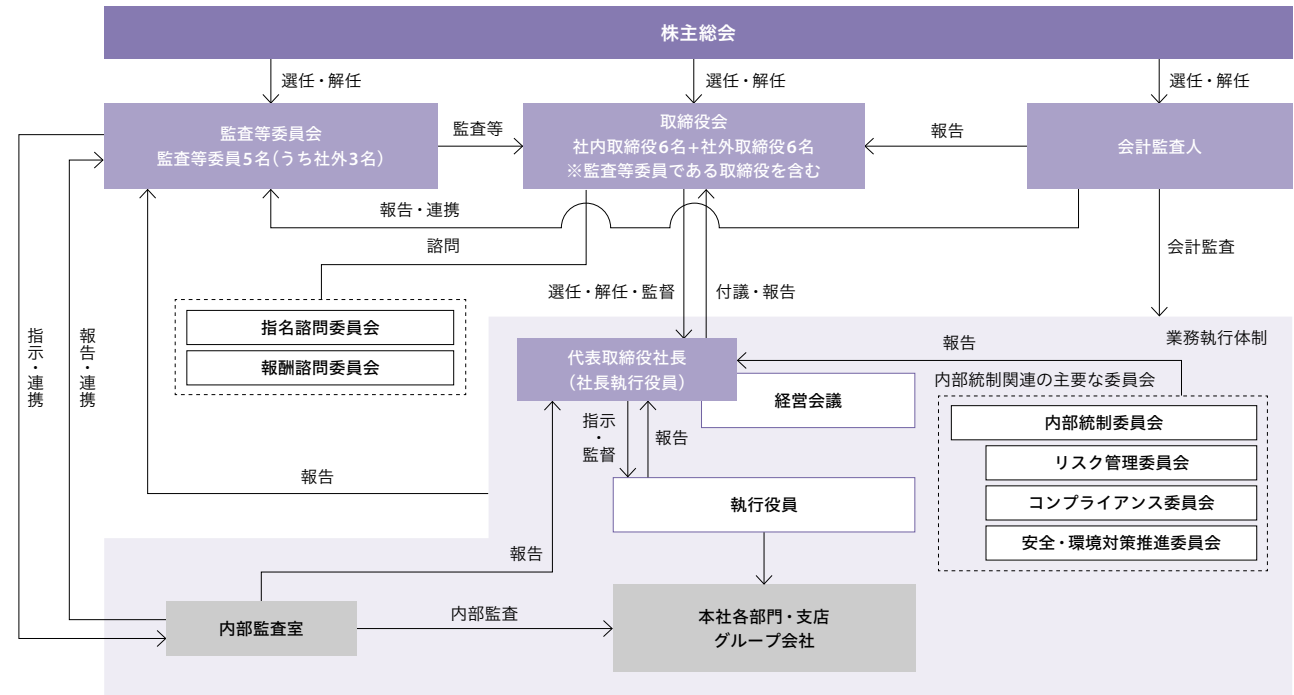 株主総会
選任・解任
選任・解任
選任・解任
監査等委員会
監査等委員5名(うち社外3名)
監査等
取締役会
社内取締役6名+社外取締役6名
※監査等委員である取締役を含む
報告
会計監査人
報告・連携
諮問
会計監査
指名諮問委員会
報酬諮問委員会
選任・解任・監督
付議・報告
指示・連携
報告・連携
業務執行体制
代表取締役社長
(社長執行役員)
報告
内部統制関連の主要な委員会
経営会議
内部統制委員会
リスク管理委員会
コンプライアンス委員会
安全・環境対策推進委員会
指示
・
監督
報告
報告
執行役員
報告
内部監査室
内部監査
本社各部門・支店
グループ会社